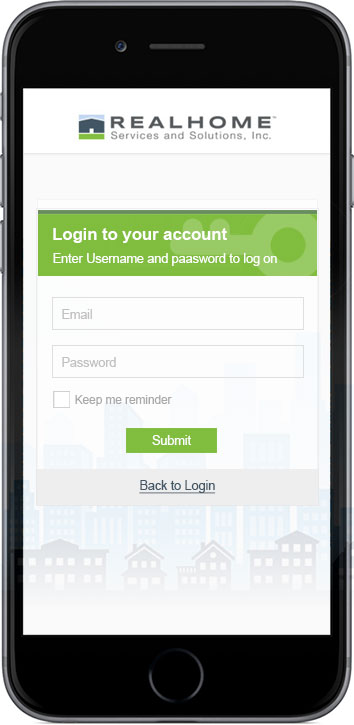 REALHOME™
Services and Solutions, Inc.
Login to your account
Enter Username and paasword to log on
Email
Password
Keep me reminder
Submit
Back to Login